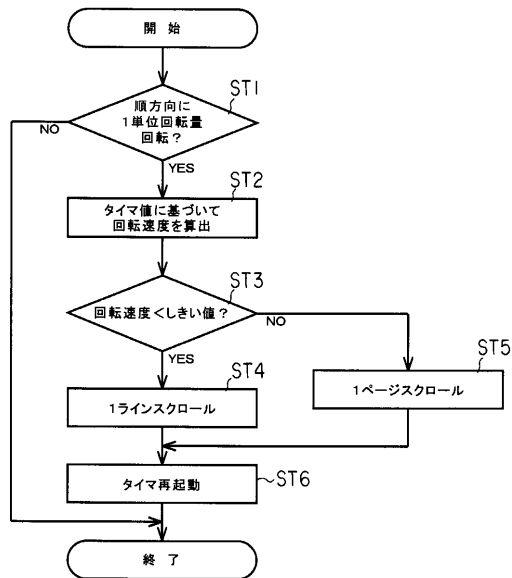 開 始
ST1
順方向に
1単位回転量
回転?
NO
YES
ST2
タイマ値に基づいて
回転速度を算出
ST3
回転速度<しきい値?
NO
YES
ST4
1ラインスクロール
ST5
1ページスクロール
タイマ再起動
ST6
終 了